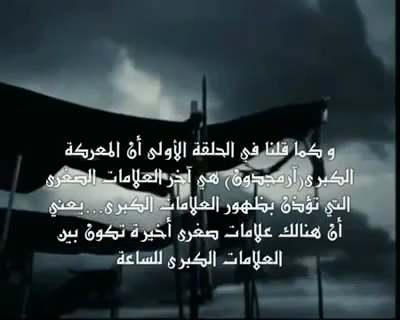 و كما قلنا في الحلقة الأولى أن المعركة
الكبرى(آرمجدون) هي آخر العلامات الصغرى
التي تؤذن بظهور العلامات الكبرى...يعني
أن هنالك علامات صغرى أخيرة تكون بين
العلامات الكبرى للساعة